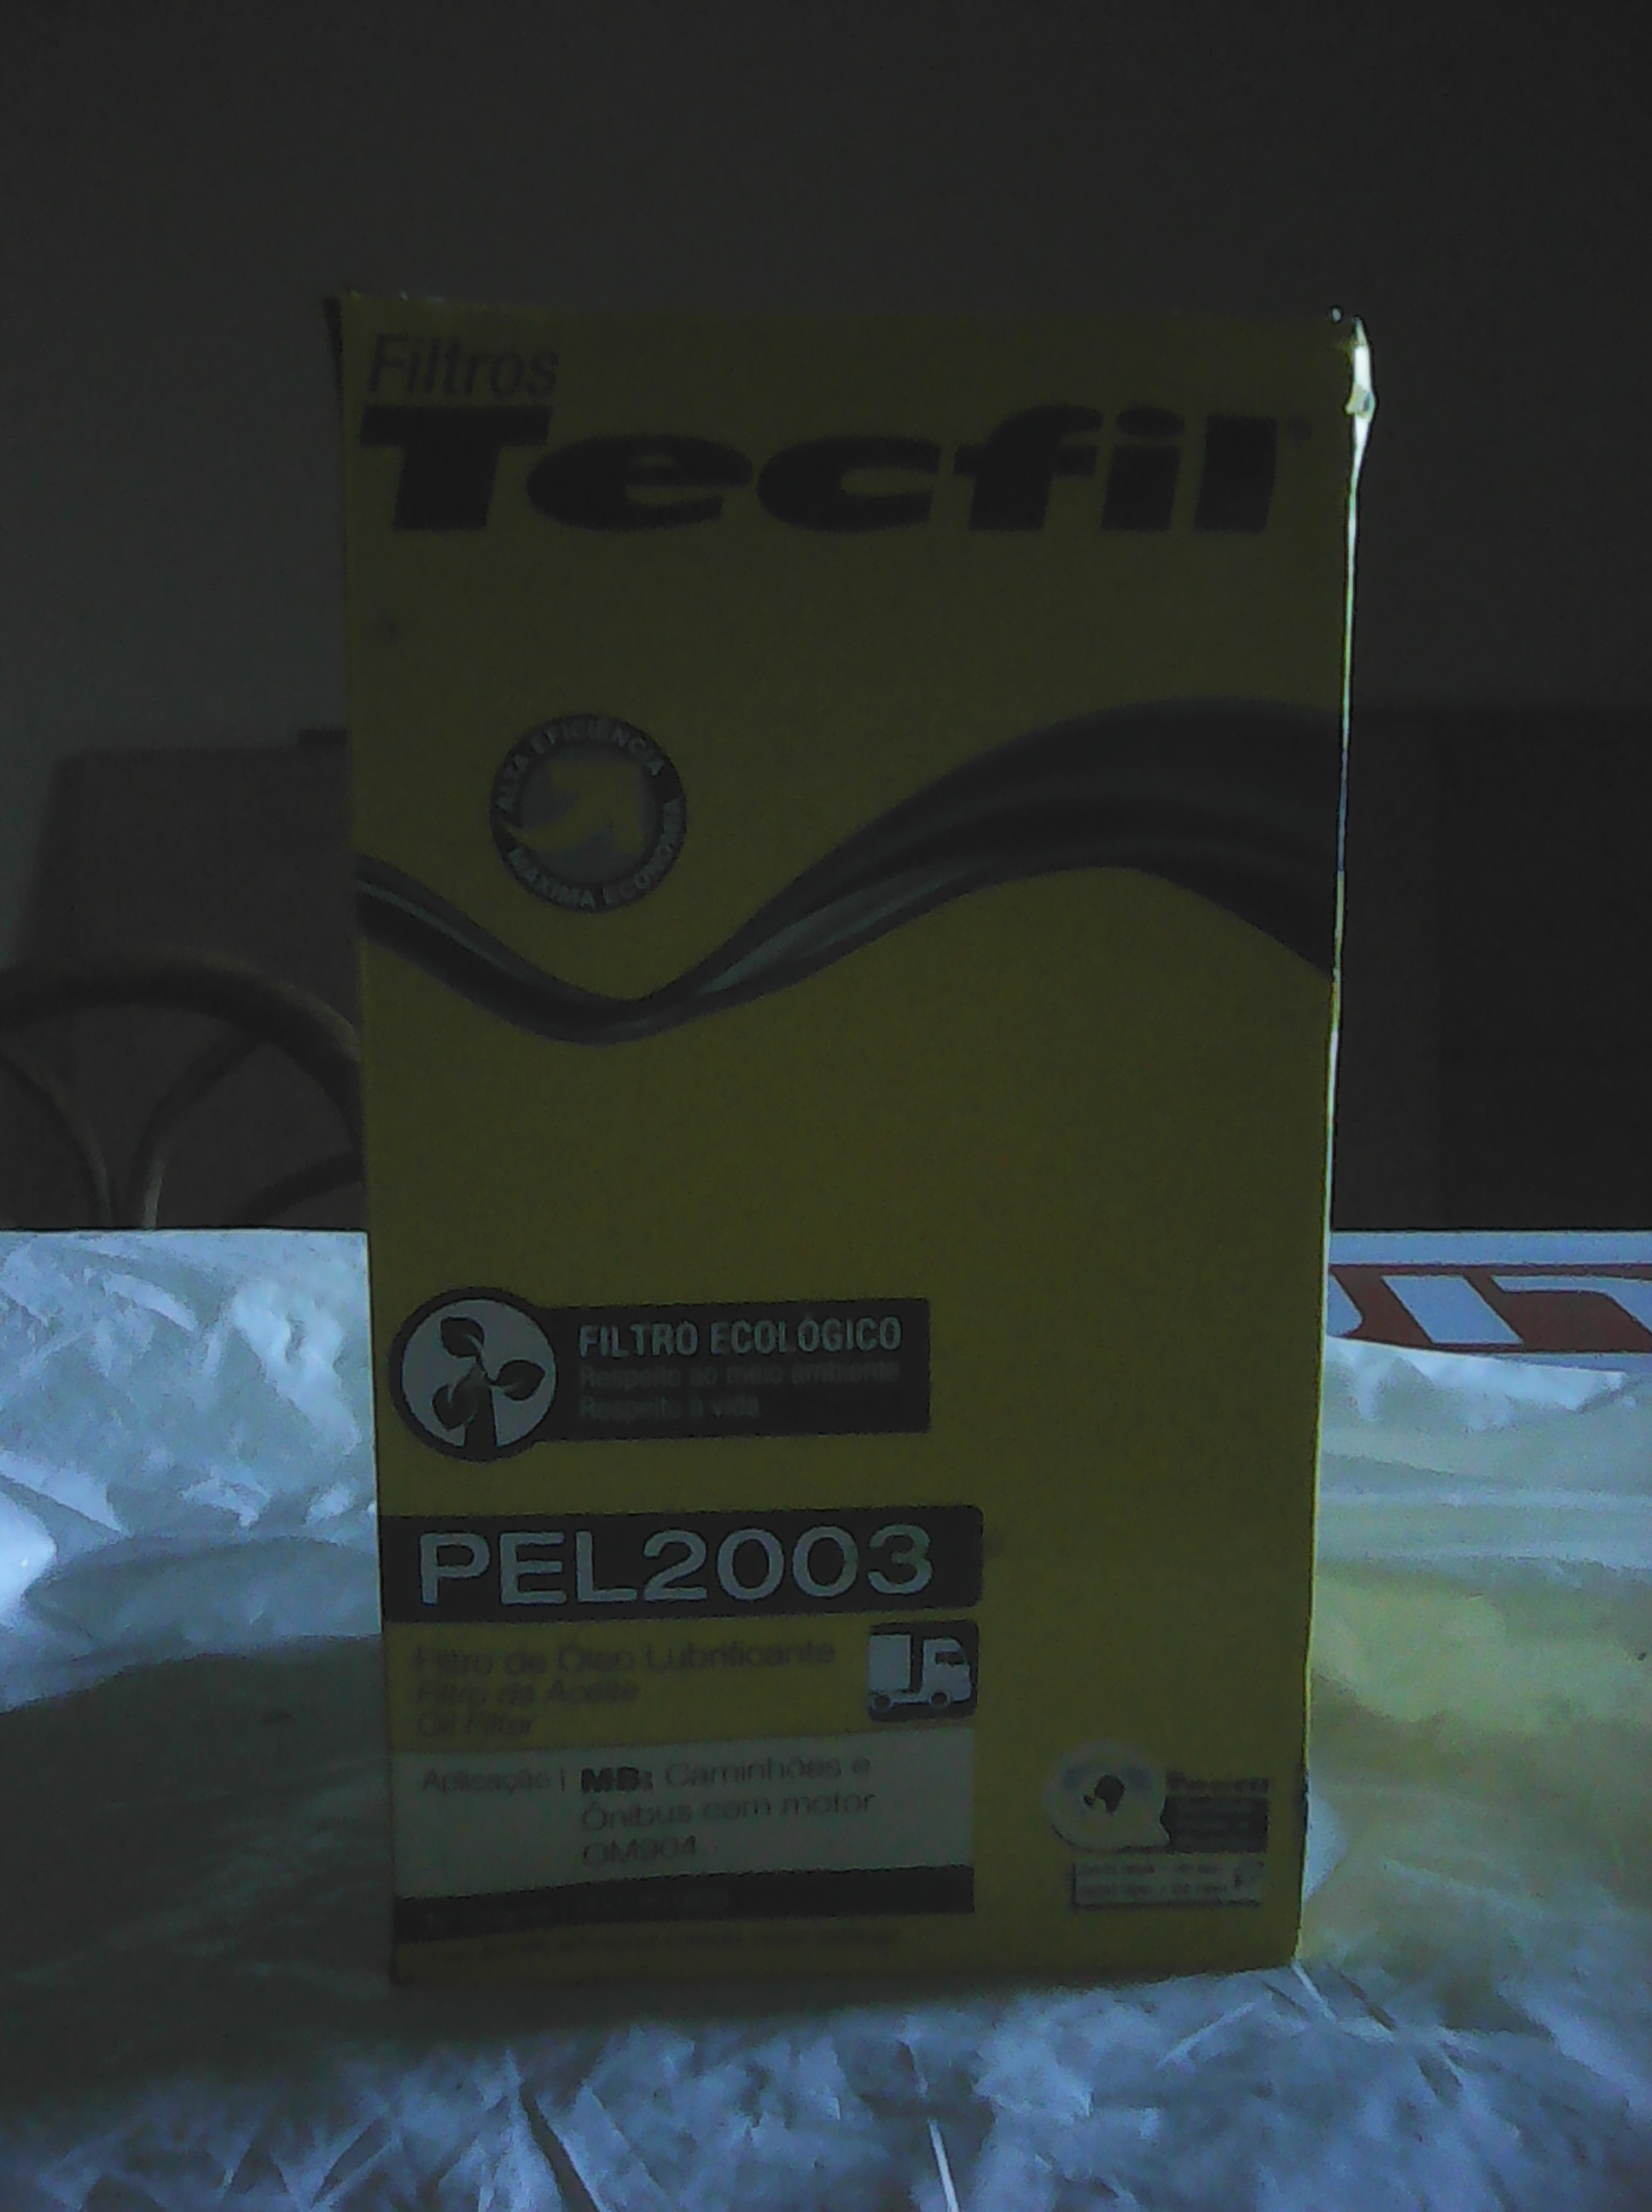 Filtros
Tecfil
ALTA EFICIÊNCIA
MÁXIMA ECONOMIA
FILTRO ECOLÓGICO
Respeito ao meio ambiente
Respeito à vida
PEL2003
Filtro de Óleo Lubrificante
Filtro de Aceite
Oil Filter
Aplicação | MB: Caminhões e
Ônibus com motor
OM904